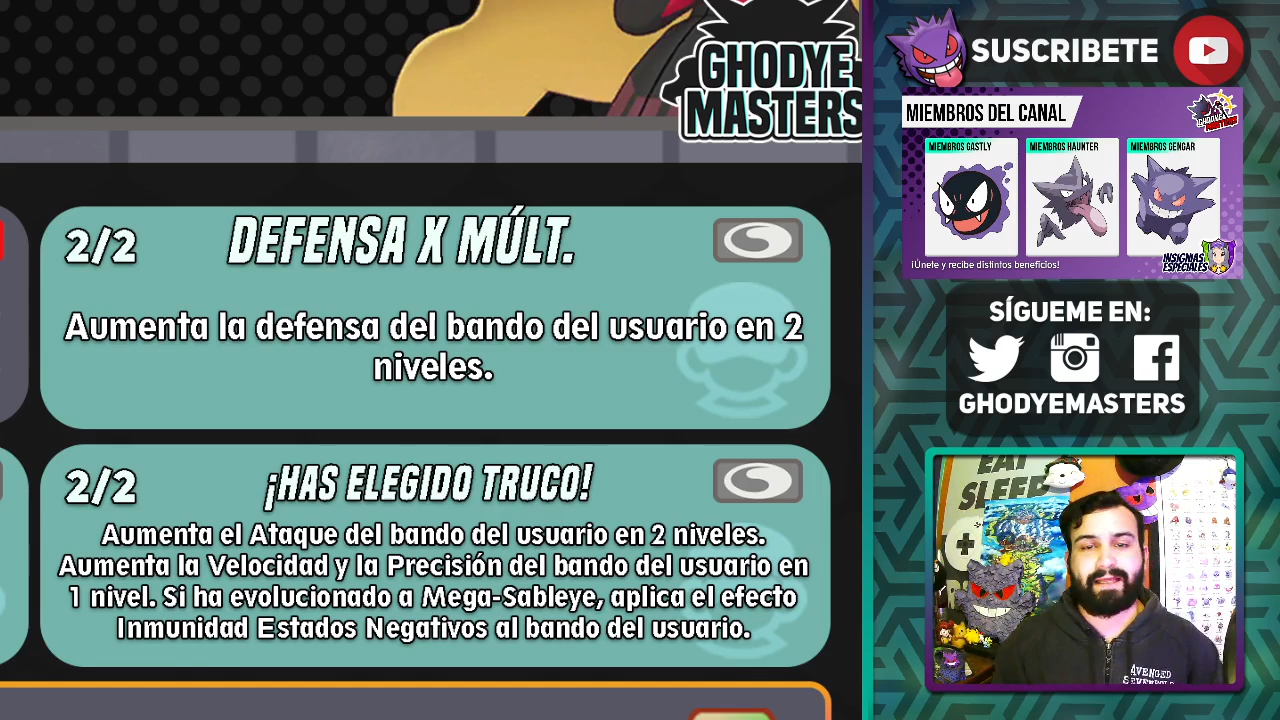 GHODYE
MASTERS
2/2
DEFENSA X MÚLT.
Aumenta la defensa del bando del usuario en 2
niveles.
2/2
¡HAS ELEGIDO TRUCO!
Aumenta el Ataque del bando del usuario en 2 niveles.
Aumenta la Velocidad y la Precisión del bando del usuario en
1 nivel. Si ha evolucionado a Mega-Sableye, aplica el efecto
Inmunidad Estados Negativos al bando del usuario.
SUSCRIBETE
MIEMBROS DEL CANAL
MIEMBROS GASTLY
MIEMBROS HAUNTER
MIEMBROS GENGAR
¡Únete y recibe distintos beneficios!
INSIGNIAS
ESPECIALES
SÍGUEME EN:
GHODYEMASTERS
EAT
SLEEP
AVENGED